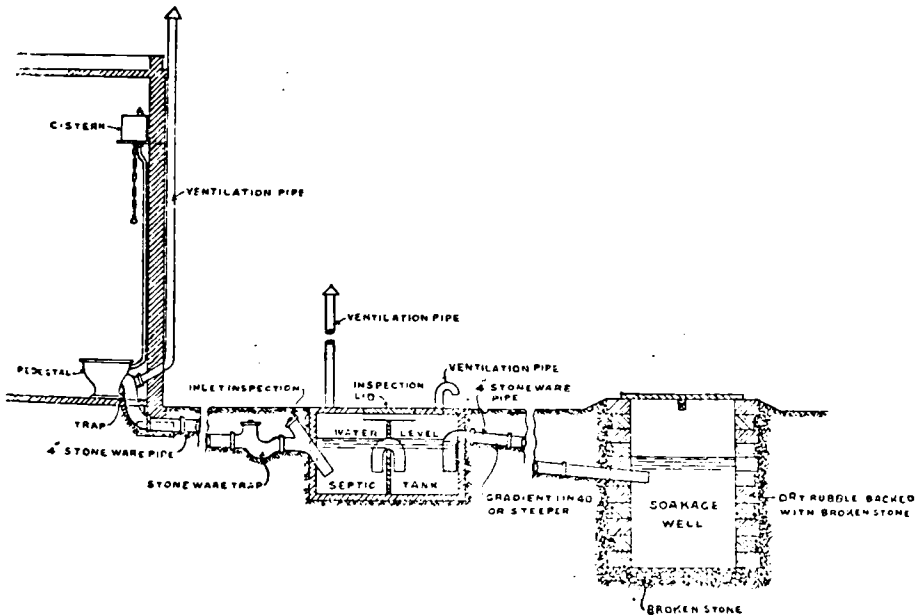 CISTERN
VENTILATION PIPE
VENTILATION PIPE
PEDESTAL
INLET INSPECTION
INSPECTION
LID
VENTILATION PIPE
4" STONEWARE
PIPE
TRAP
4" STONE WARE PIPE
STONEWARE TRAP
WATER LEVEL
SEPTIC TANK
GRADIENT 1 IN 40
OR STEEPER
SOAKAGE
WELL
DRY RUBBLE BACKED
WITH BROKEN STONE
BROKEN STONE